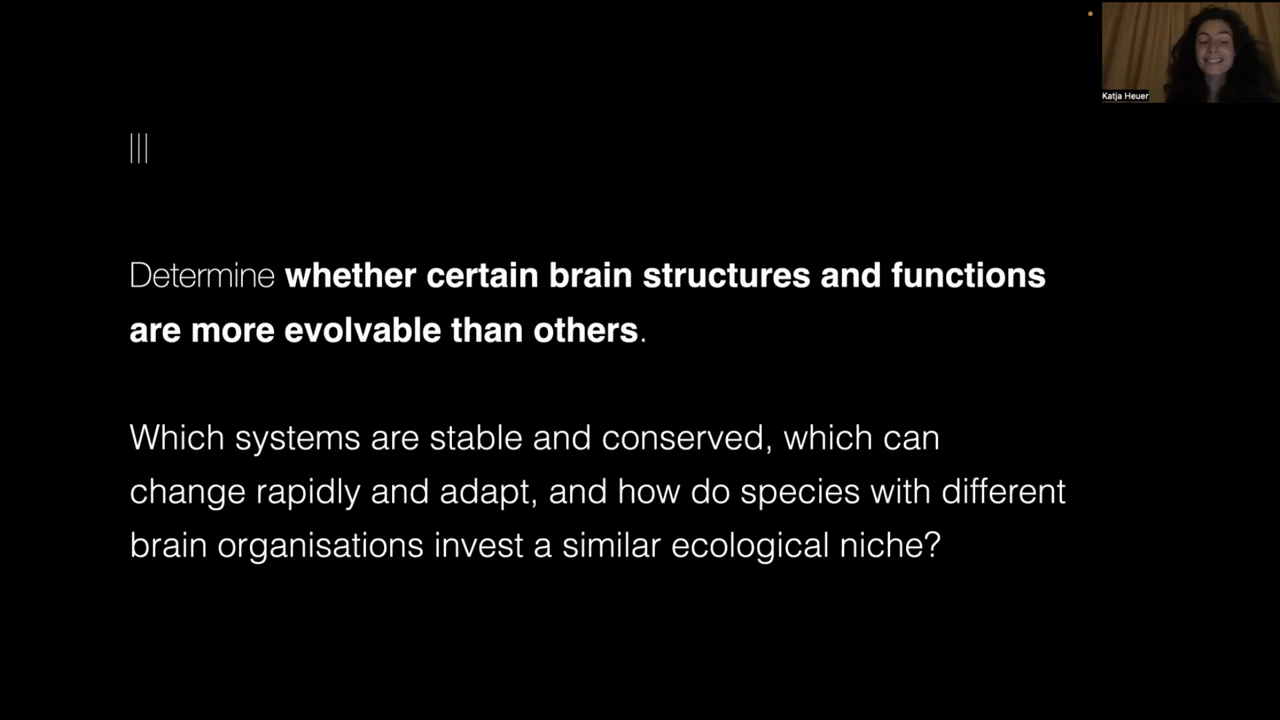 Katja Heuer
|||
Determine whether certain brain structures and functions
are more evolvable than others.
Which systems are stable and conserved, which can
change rapidly and adapt, and how do species with different
brain organisations invest a similar ecological niche?